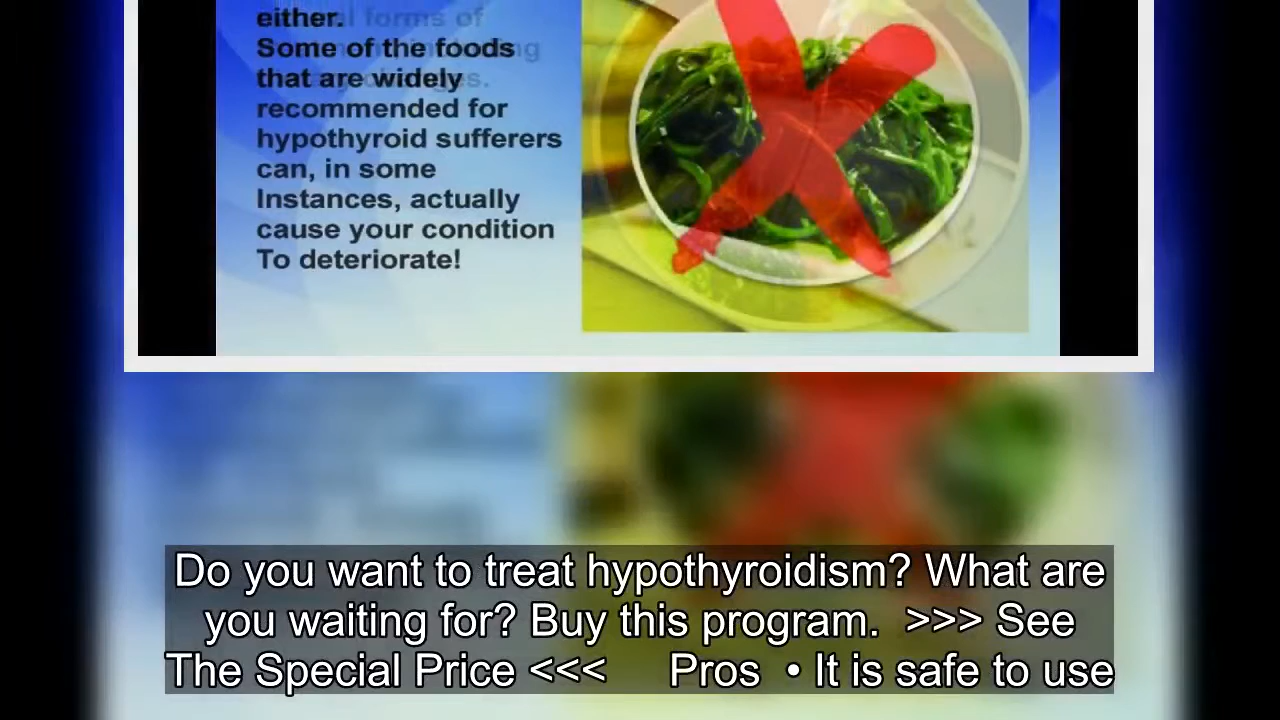 either.
l forms of
Some of the foods
that are widely
recommended for
hypothyroid sufferers
can, in some
Instances, actually
cause your condition
To deteriorate!
Do you want to treat hypothyroidism? What are
you waiting for? Buy this program. >>> See
The Special Price <<< Pros • It is safe to use